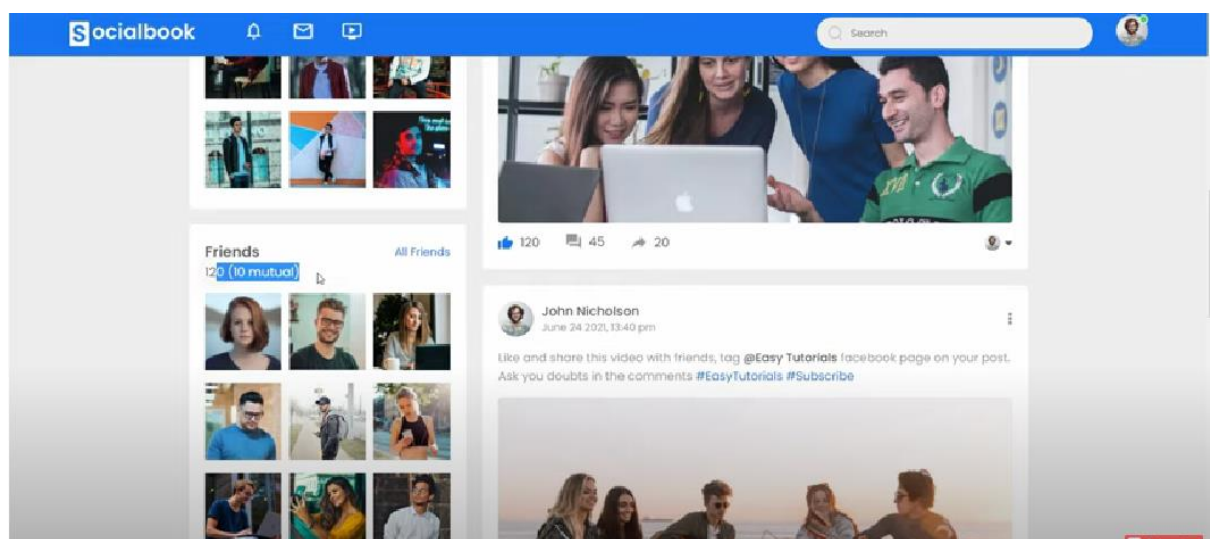 Socialbook
Search
120 45 20
Friends All Friends
120 (10 mutual)
John Nicholson
June 24 2021, 13:40 pm
Like and share this video with friends, tag @Easy Tutorials facebook page on your post.
Ask you doubts in the comments #EasyTutorials #Subscribe